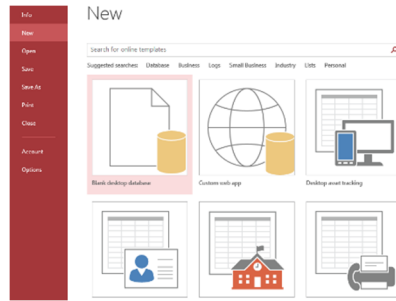 Info
New
Open
Save
Save As
Print
Close
Account
Options
New
Search for online templates
Suggested searches: Database Business Logs Small Business Industry Lists Personal
Blank desktop database
Custom web app
Desktop asset tracking